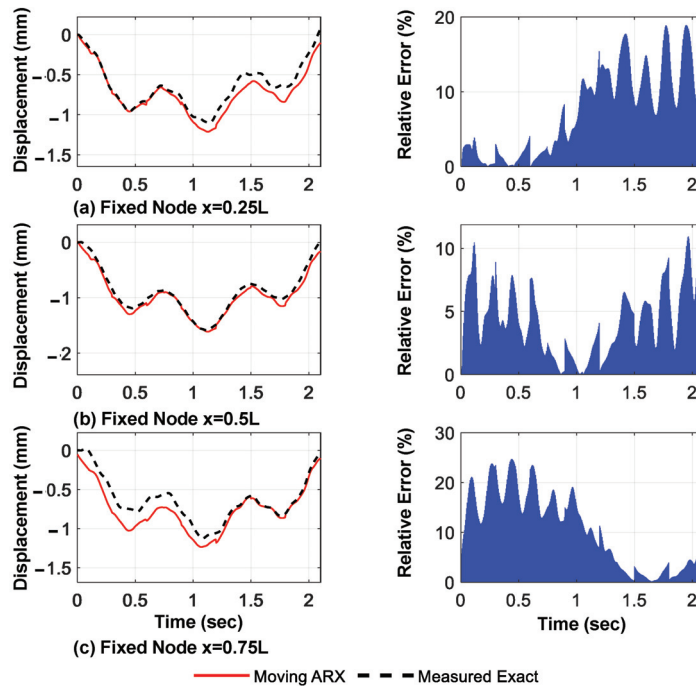 Displacement (mm)
0
−0.5
−1
−1.5
0 0.5 1 1.5 2
(a) Fixed Node x=0.25L
Relative Error (%)
20
10
0
0 0.5 1 1.5 2
Displacement (mm)
0
−1
−2
0 0.5 1 1.5 2
(b) Fixed Node x=0.5L
Relative Error (%)
10
5
0
0 0.5 1 1.5 2
Displacement (mm)
0
−0.5
−1
−1.5
0 0.5 1 1.5 2
Time (sec)
(c) Fixed Node x=0.75L
Relative Error (%)
30
20
10
0
0 0.5 1 1.5 2
Time (sec)
Moving ARX Measured Exact